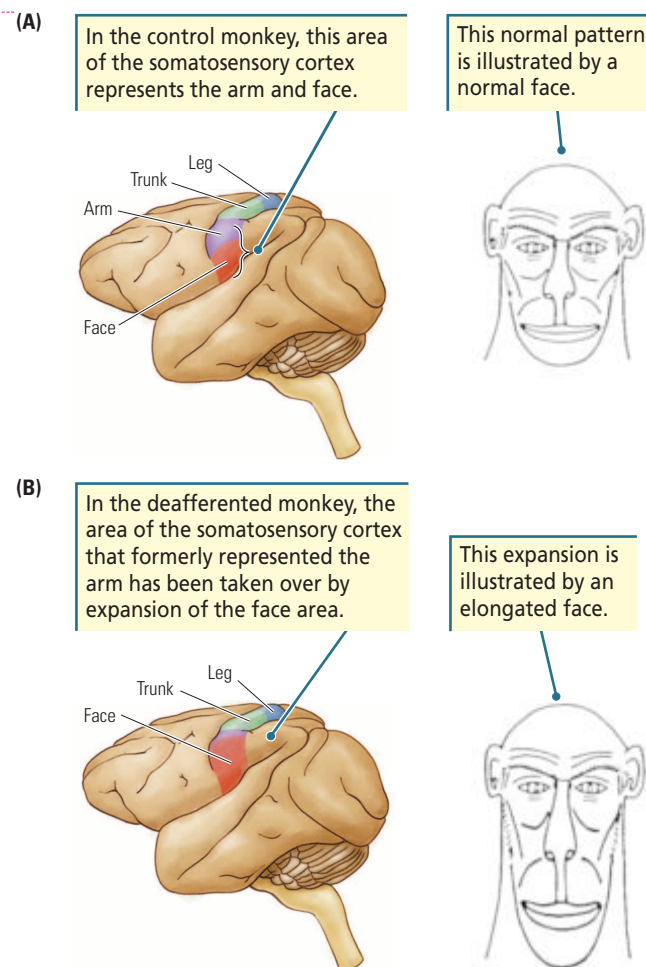 (A)
In the control monkey, this area
of the somatosensory cortex
represents the arm and face.
This normal pattern
is illustrated by a
normal face.
Leg
Trunk
Arm
Face
(B)
In the deafferented monkey, the
area of the somatosensory cortex
that formerly represented the
arm has been taken over by
expansion of the face area.
This expansion is
illustrated by an
elongated face.
Leg
Trunk
Face